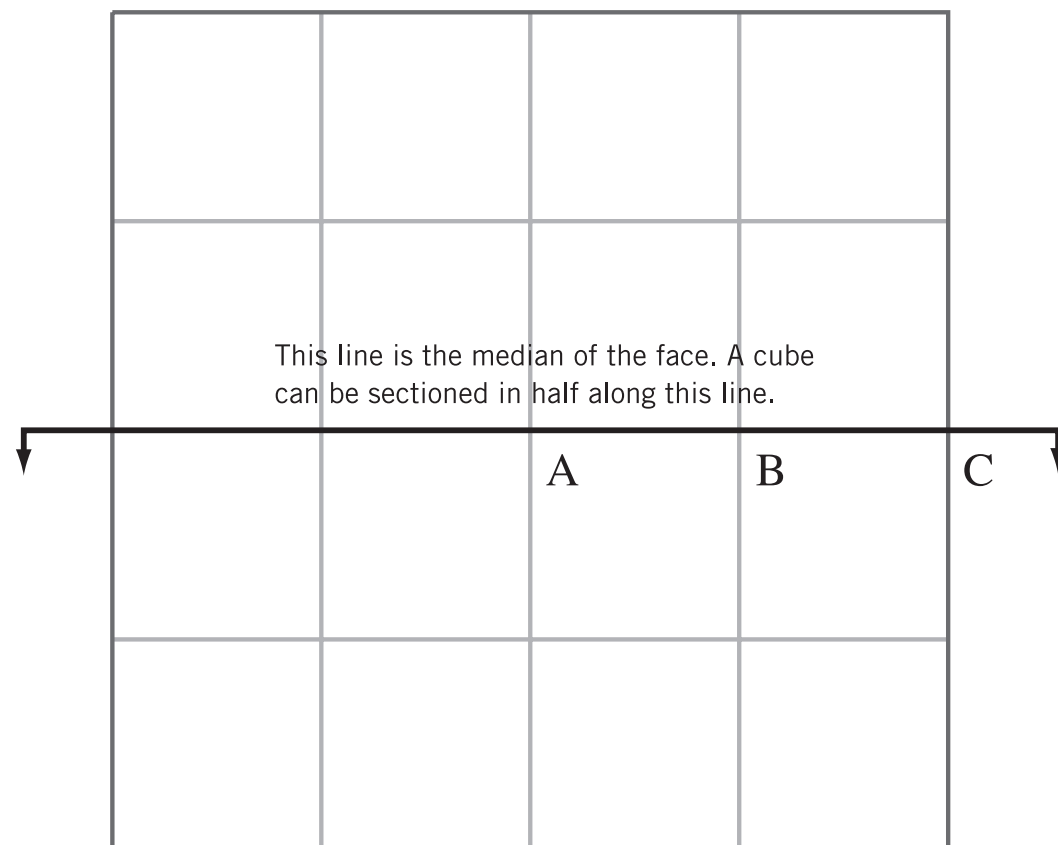 This line is the median of the face. A cube
can be sectioned in half along this line.
A B C